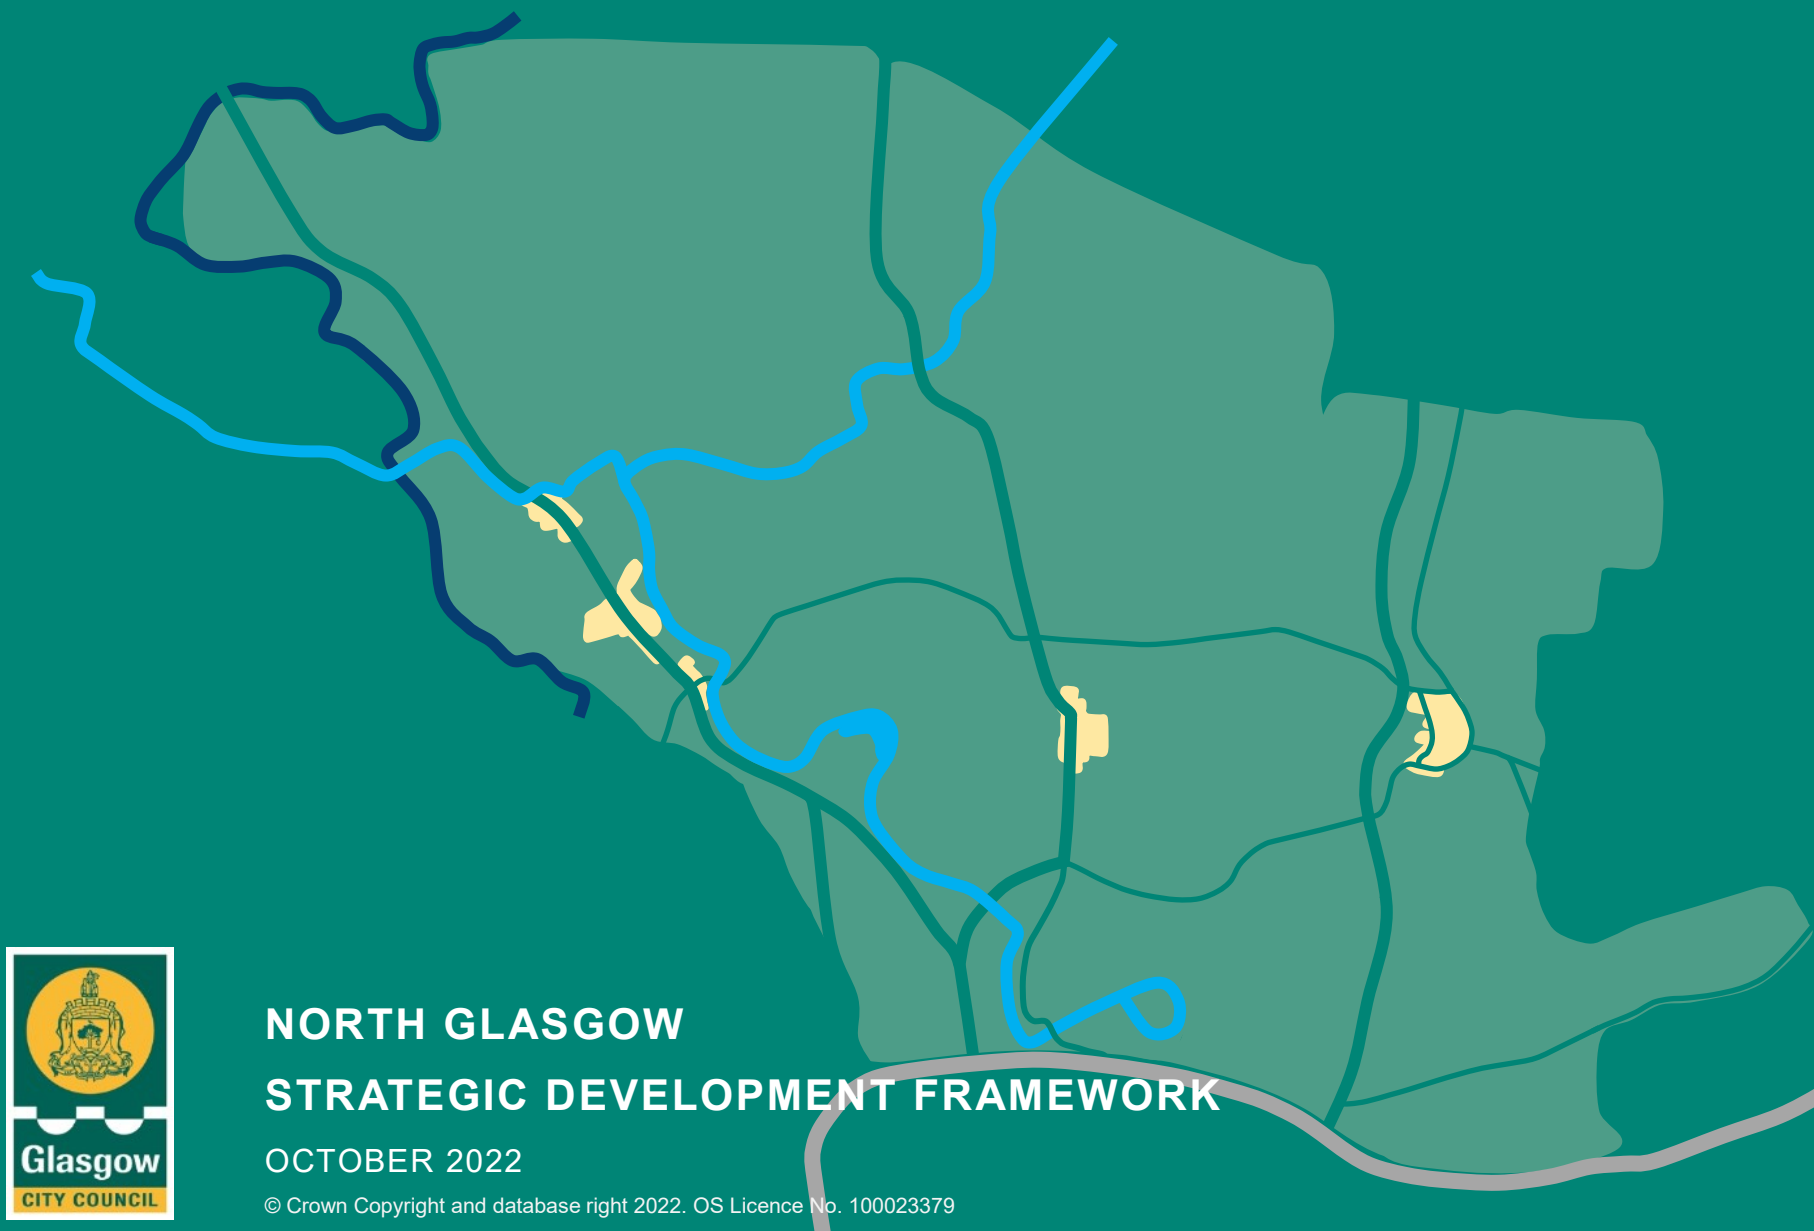 NORTH GLASGOW
STRATEGIC DEVELOPMENT FRAMEWORK
OCTOBER 2022
© Crown Copyright and database right 2022. OS Licence No. 100023379
Glasgow
CITY COUNCIL